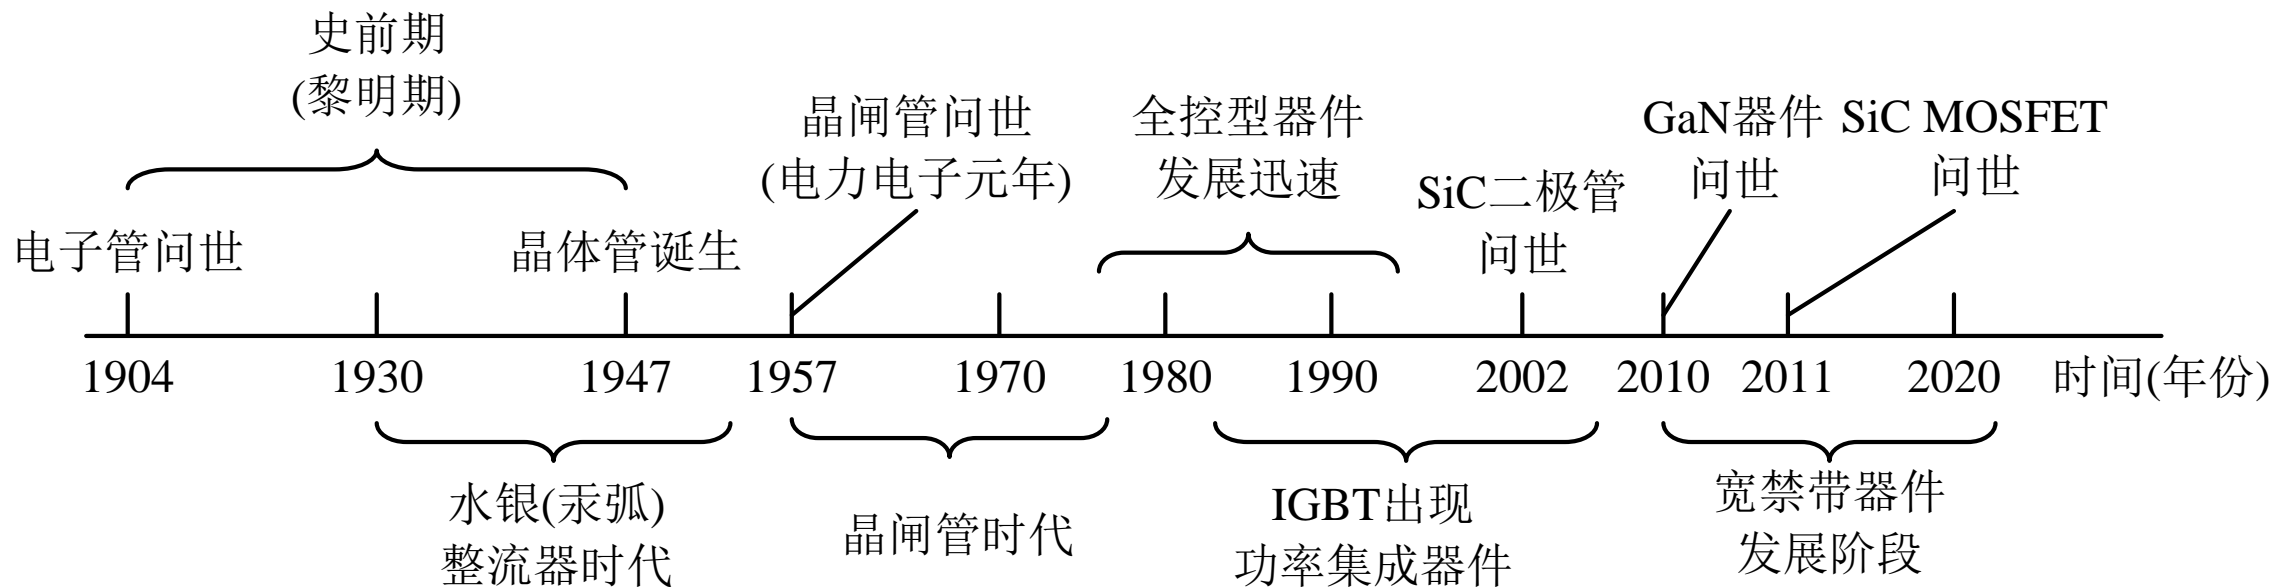 史前期
(黎明期)
晶闸管问世
(电力电子元年)
全控型器件
发展迅速
GaN器件
问世
SiC MOSFET
问世
SiC二极管
问世
电子管问世
晶体管诞生
1904
1930
1947
1957
1970
1980
1990
2002
2010
2011
2020
时间(年份)
水银(汞弧)
整流器时代
晶闸管时代
IGBT出现
功率集成器件
宽禁带器件
发展阶段